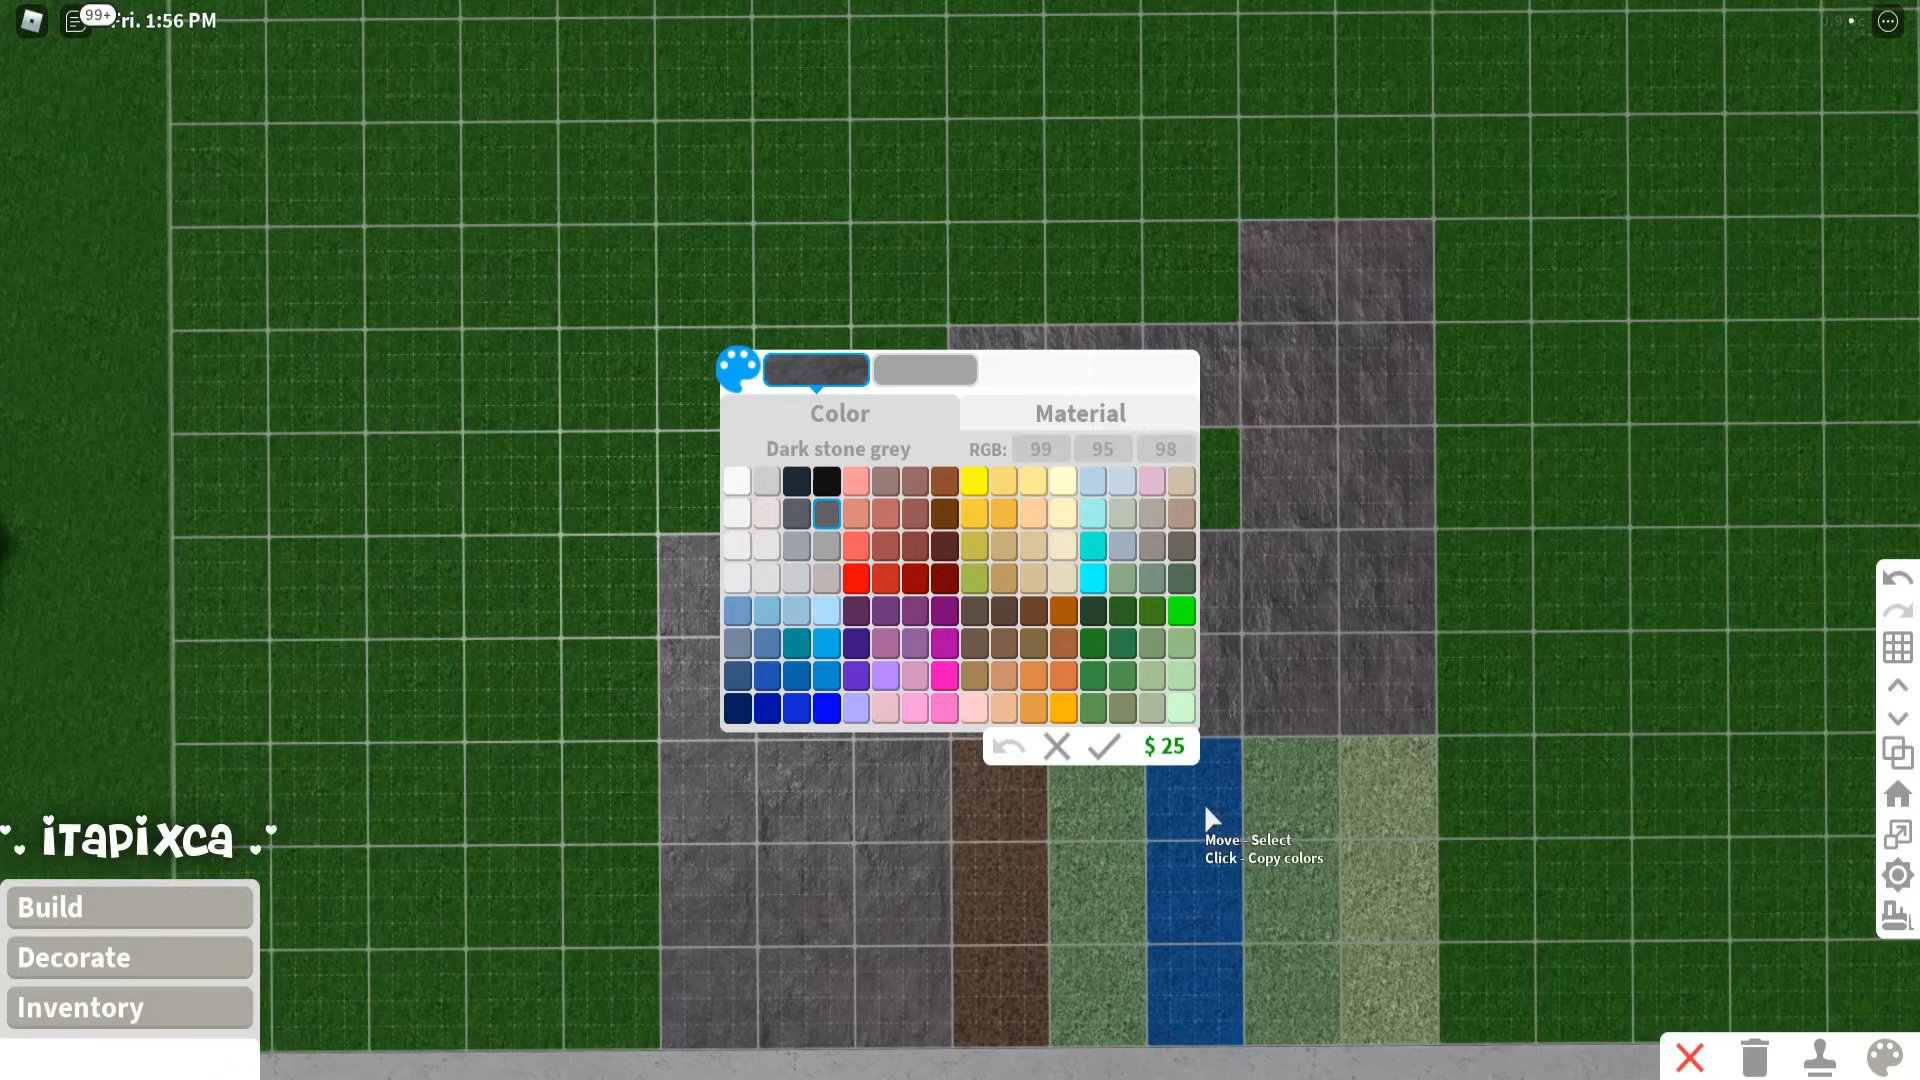 99+
Fri. 1:56 PM
Color
Material
Dark stone grey
RGB: 99 95 98
$ 25
Move - Select
Click - Copy colors
iTapixca
Build
Decorate
Inventory